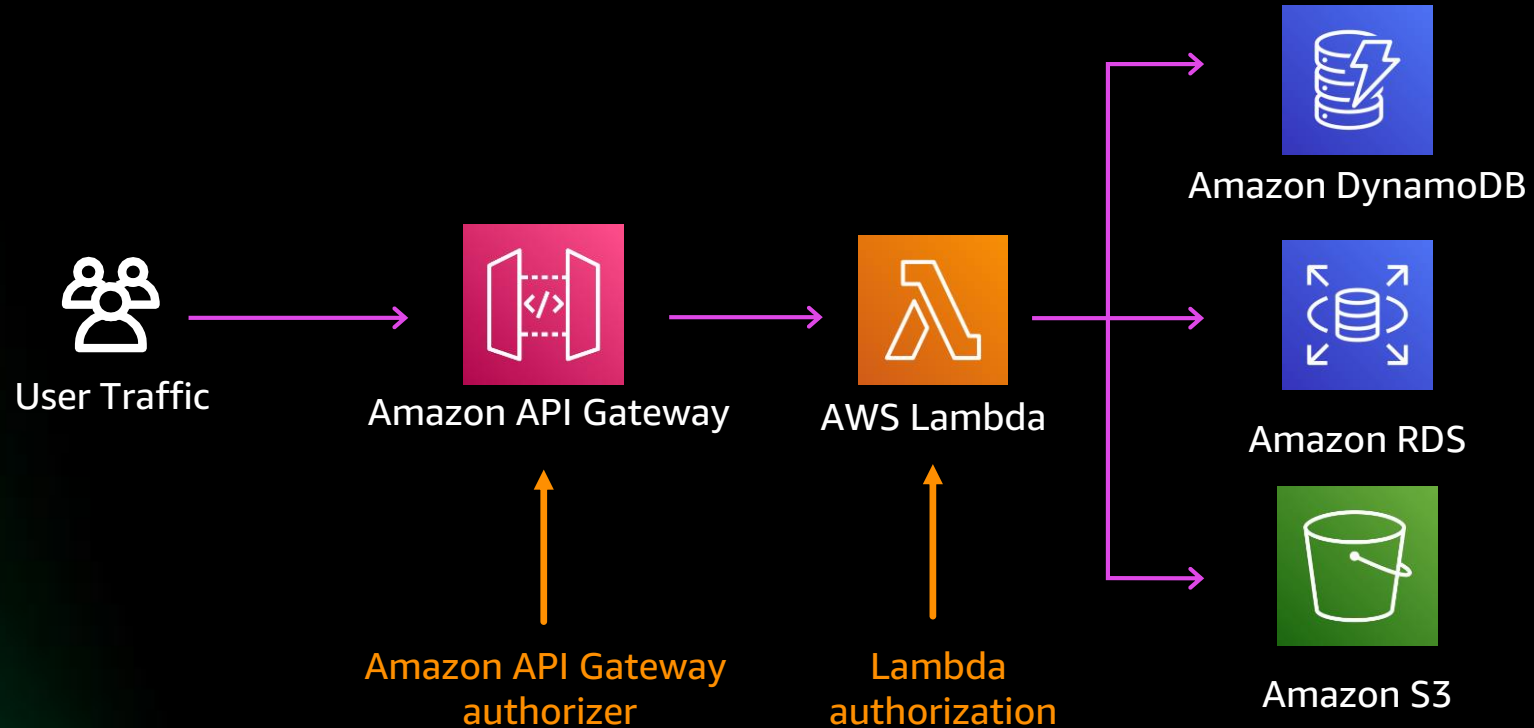 Amazon DynamoDB
User Traffic
</>
Amazon API Gateway
AWS Lambda
Amazon RDS
Amazon API Gateway
authorizer
Lambda
authorization
Amazon S3